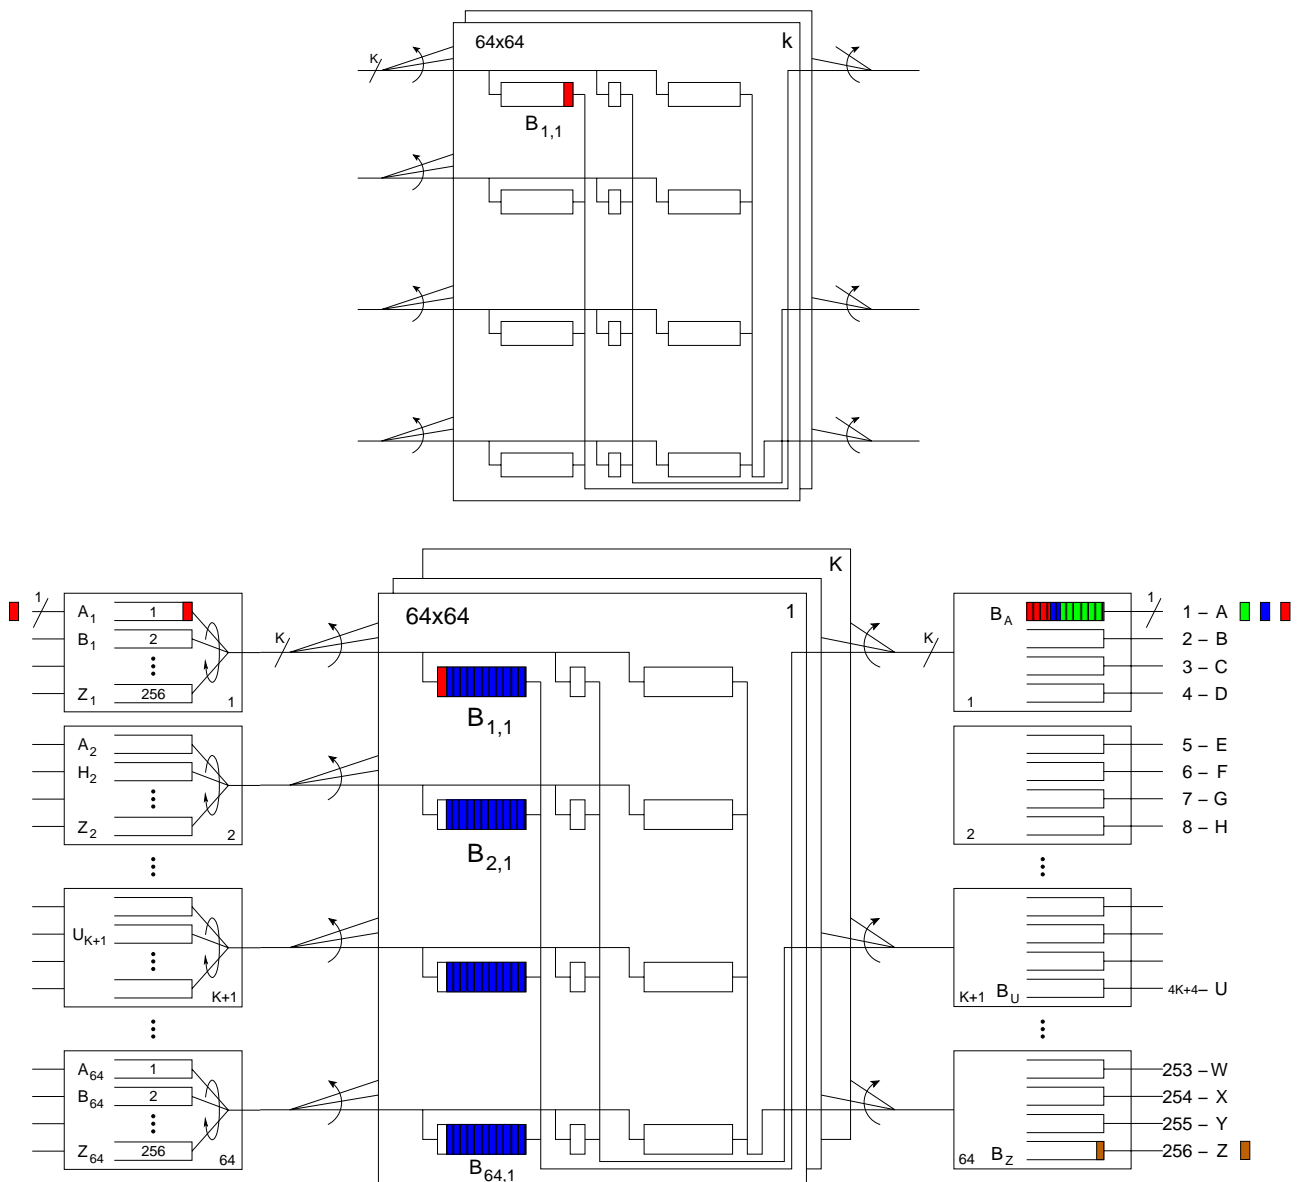 64x64 k
K
B1,1
K
1 64x64 1 1
A1 1 BA 1 – A
K K
B1 2 2 – B
3 – C
Z1 256 4 – D
1 1
B1,1
A2 5 – E
H2 6 – F
7 – G
Z2 8 – H
2 2
B2,1
UK+1
K+1 K+1 BU 4K+4– U
A64 1 253 – W
B64 2 254 – X
255 – Y
Z64 256 BZ 256 – Z
64 64
B64,1